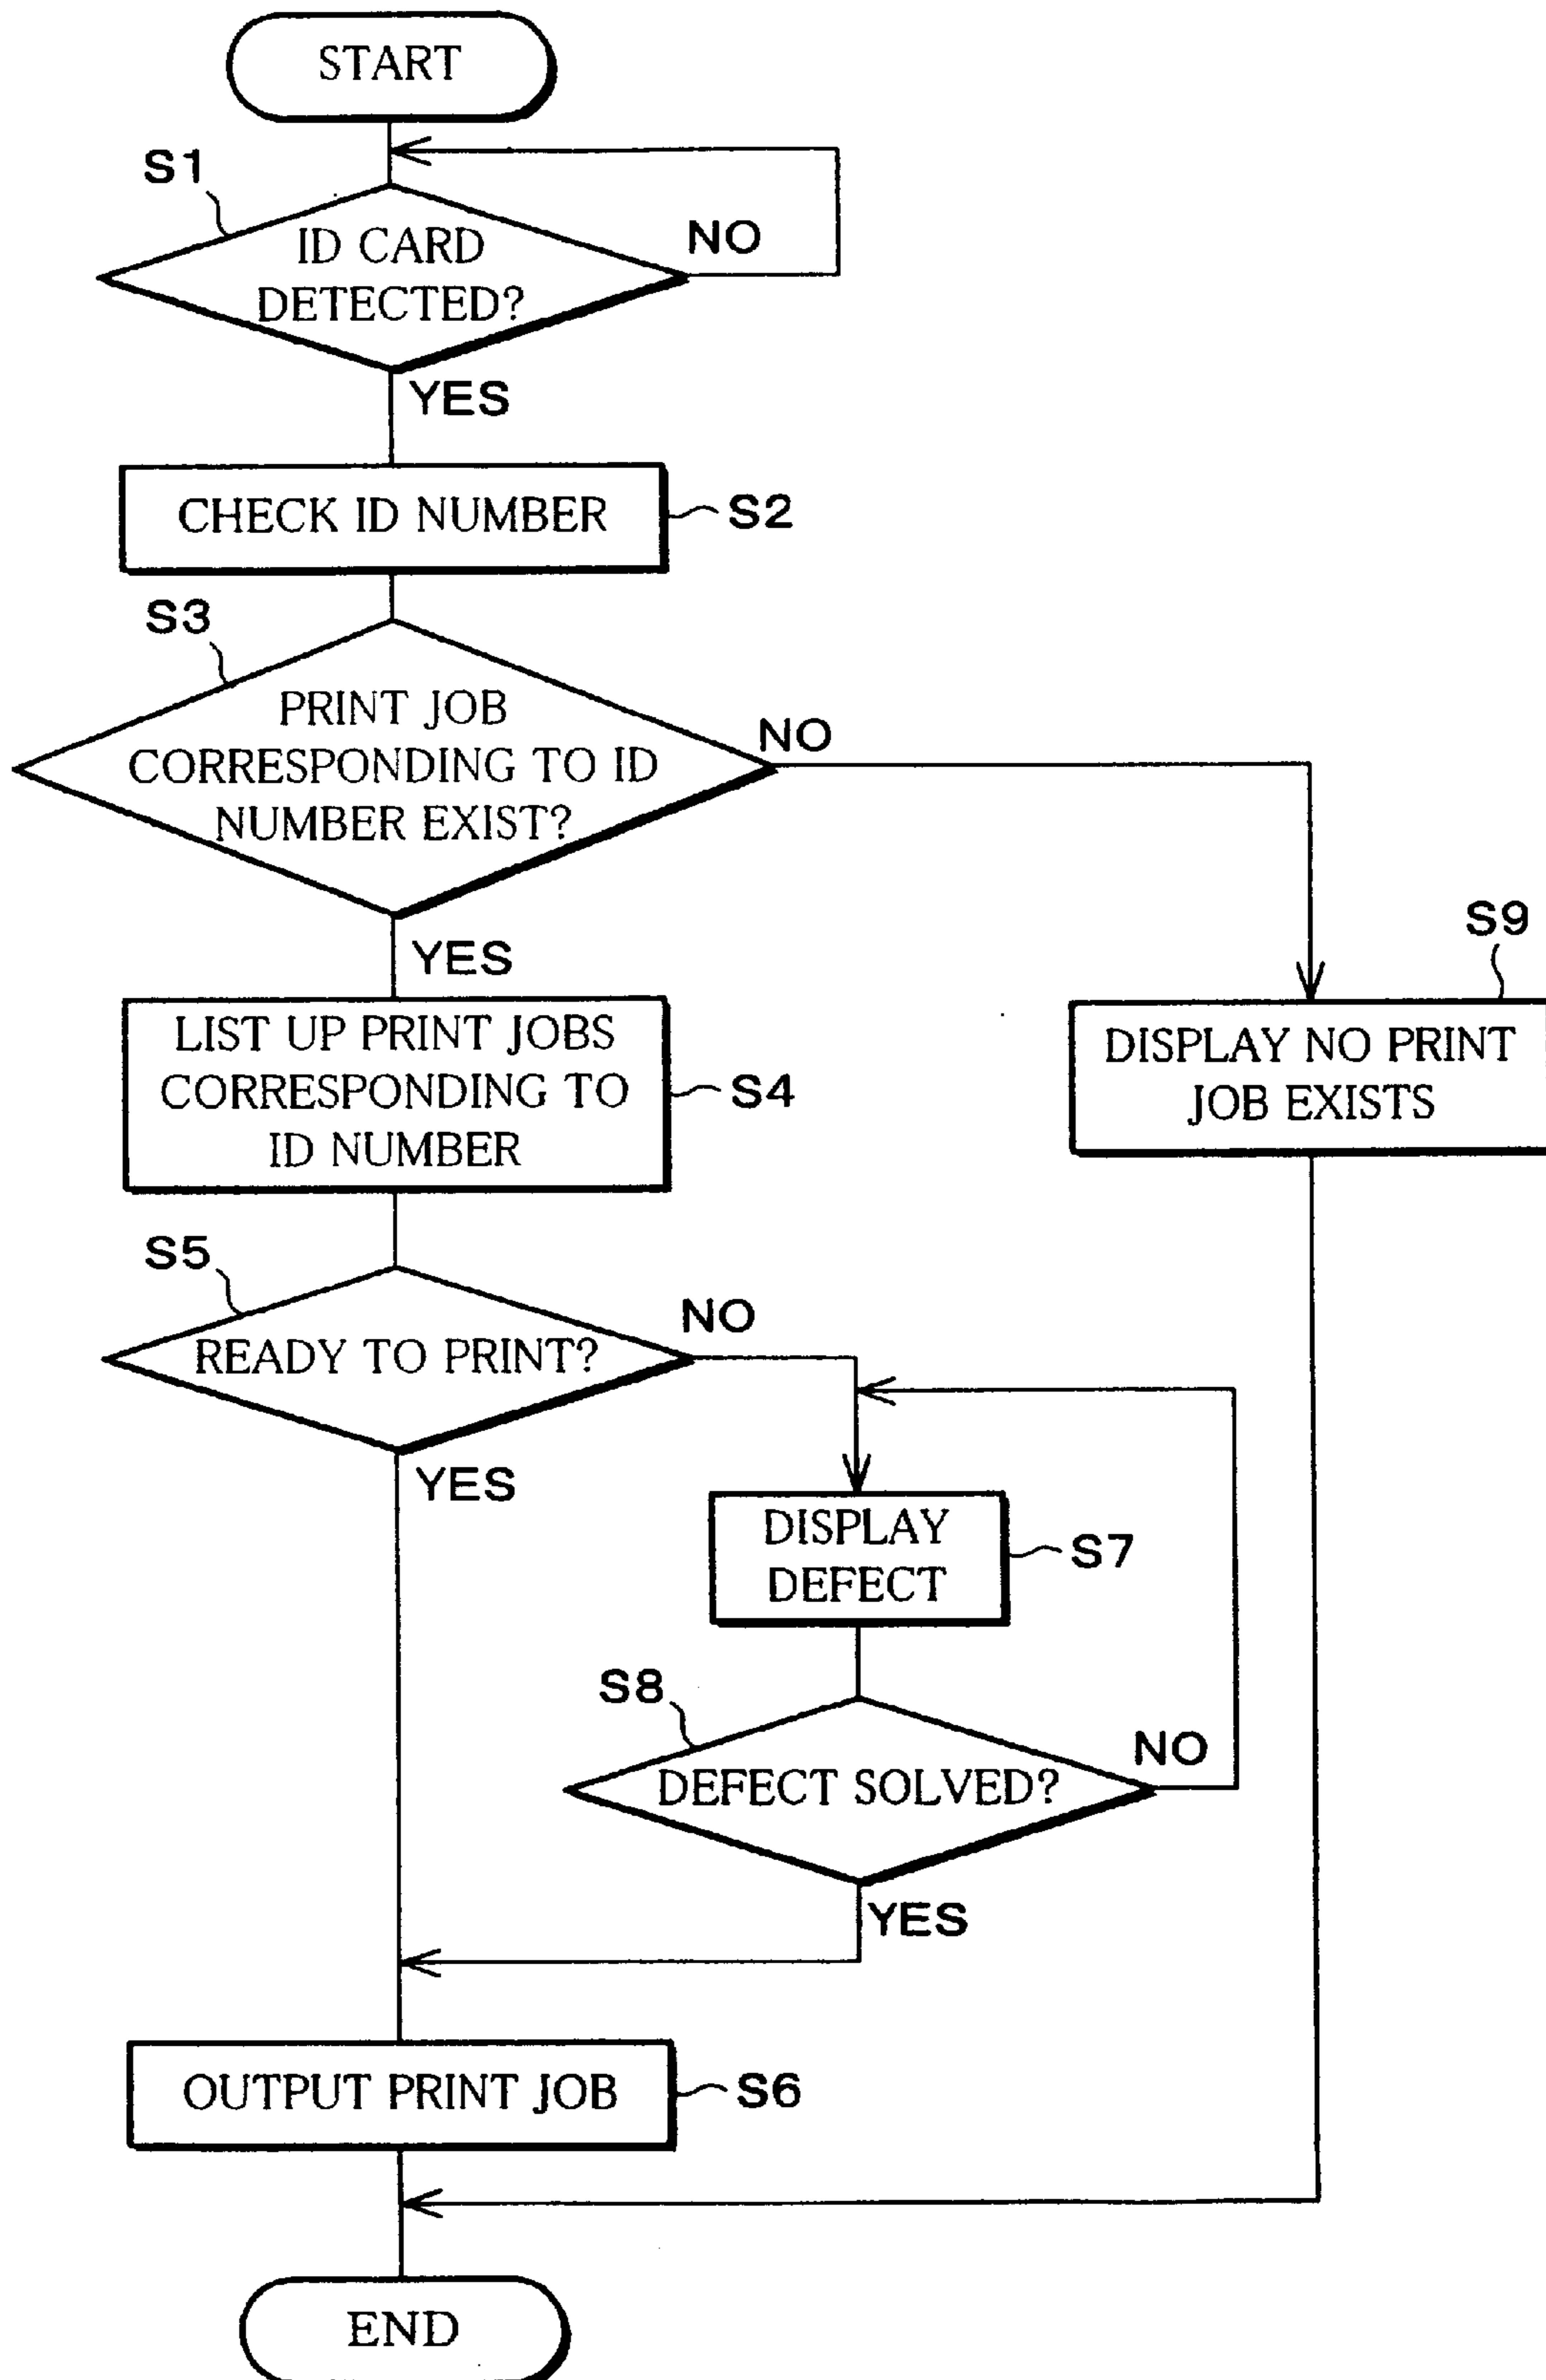 START
S1
ID CARD
DETECTED?
NO
YES
CHECK ID NUMBER
S2
S3
PRINT JOB
CORRESPONDING TO ID
NUMBER EXIST?
NO
YES
S9
LIST UP PRINT JOBS
CORRESPONDING TO
ID NUMBER
S4
DISPLAY NO PRINT
JOB EXISTS
S5
READY TO PRINT?
NO
YES
DISPLAY
DEFECT
S7
S8
DEFECT SOLVED?
NO
YES
OUTPUT PRINT JOB
S6
END